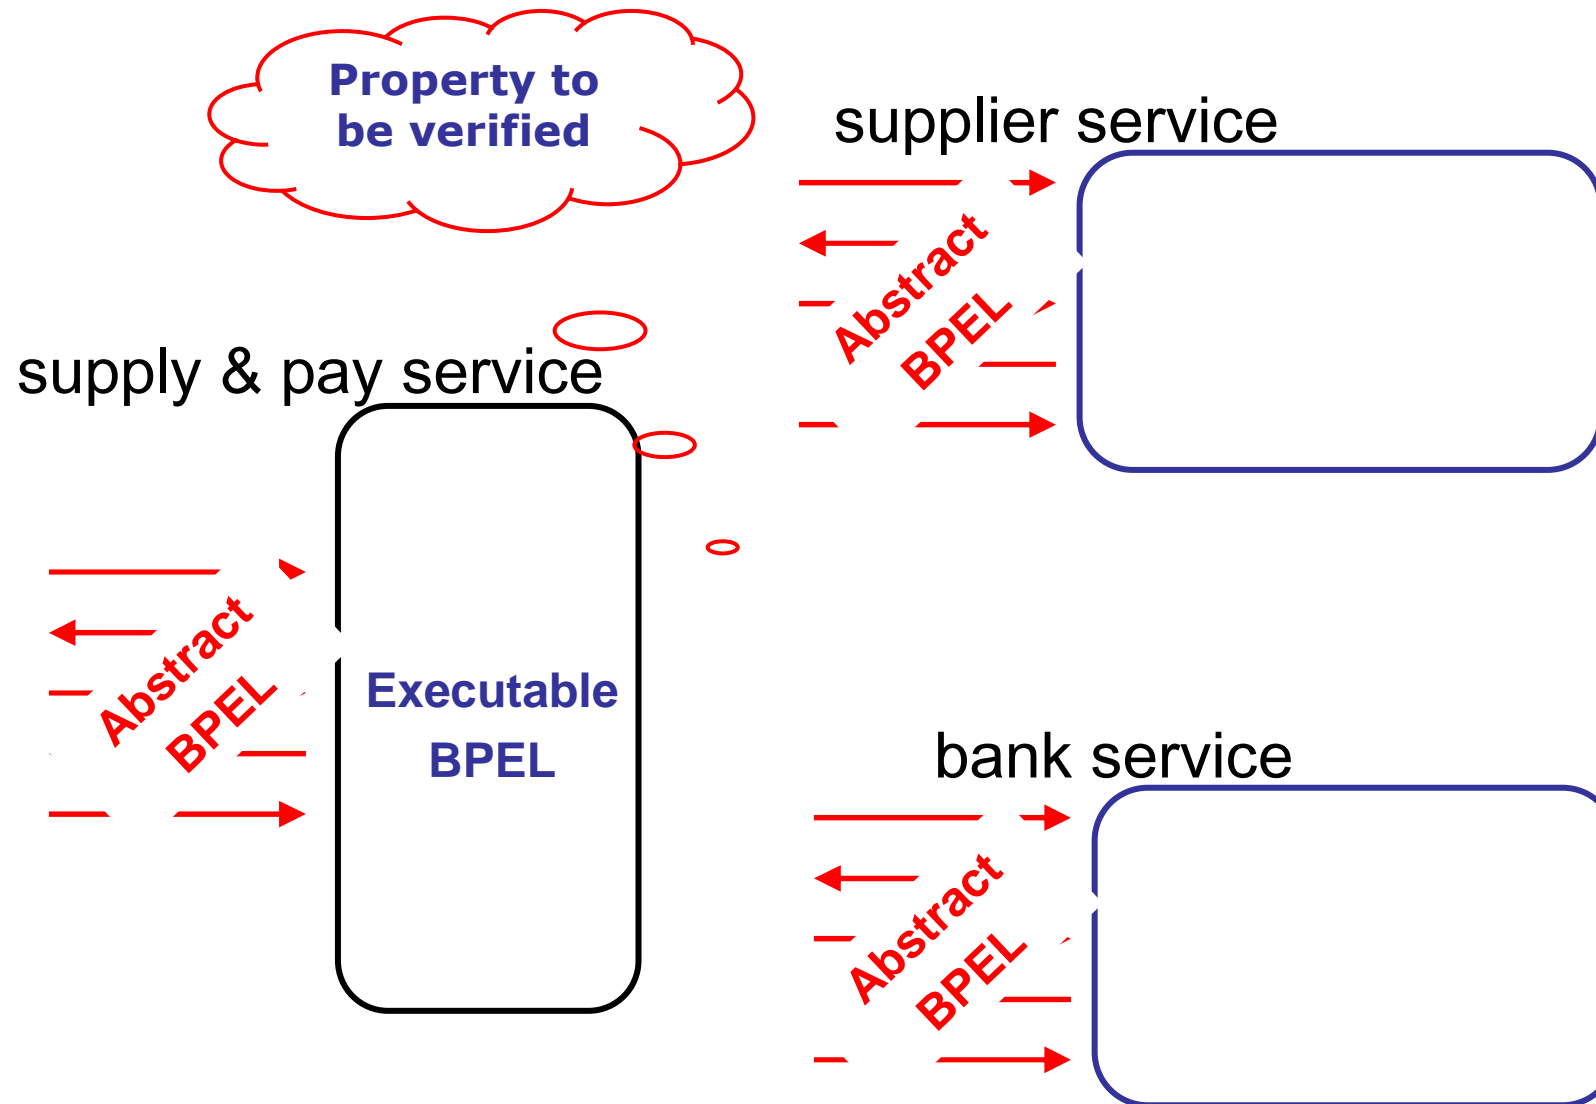 Property to
be verified
supplier service
Abstract
BPEL
supply & pay service
Abstract
BPEL
Executable
BPEL
bank service
Abstract
BPEL